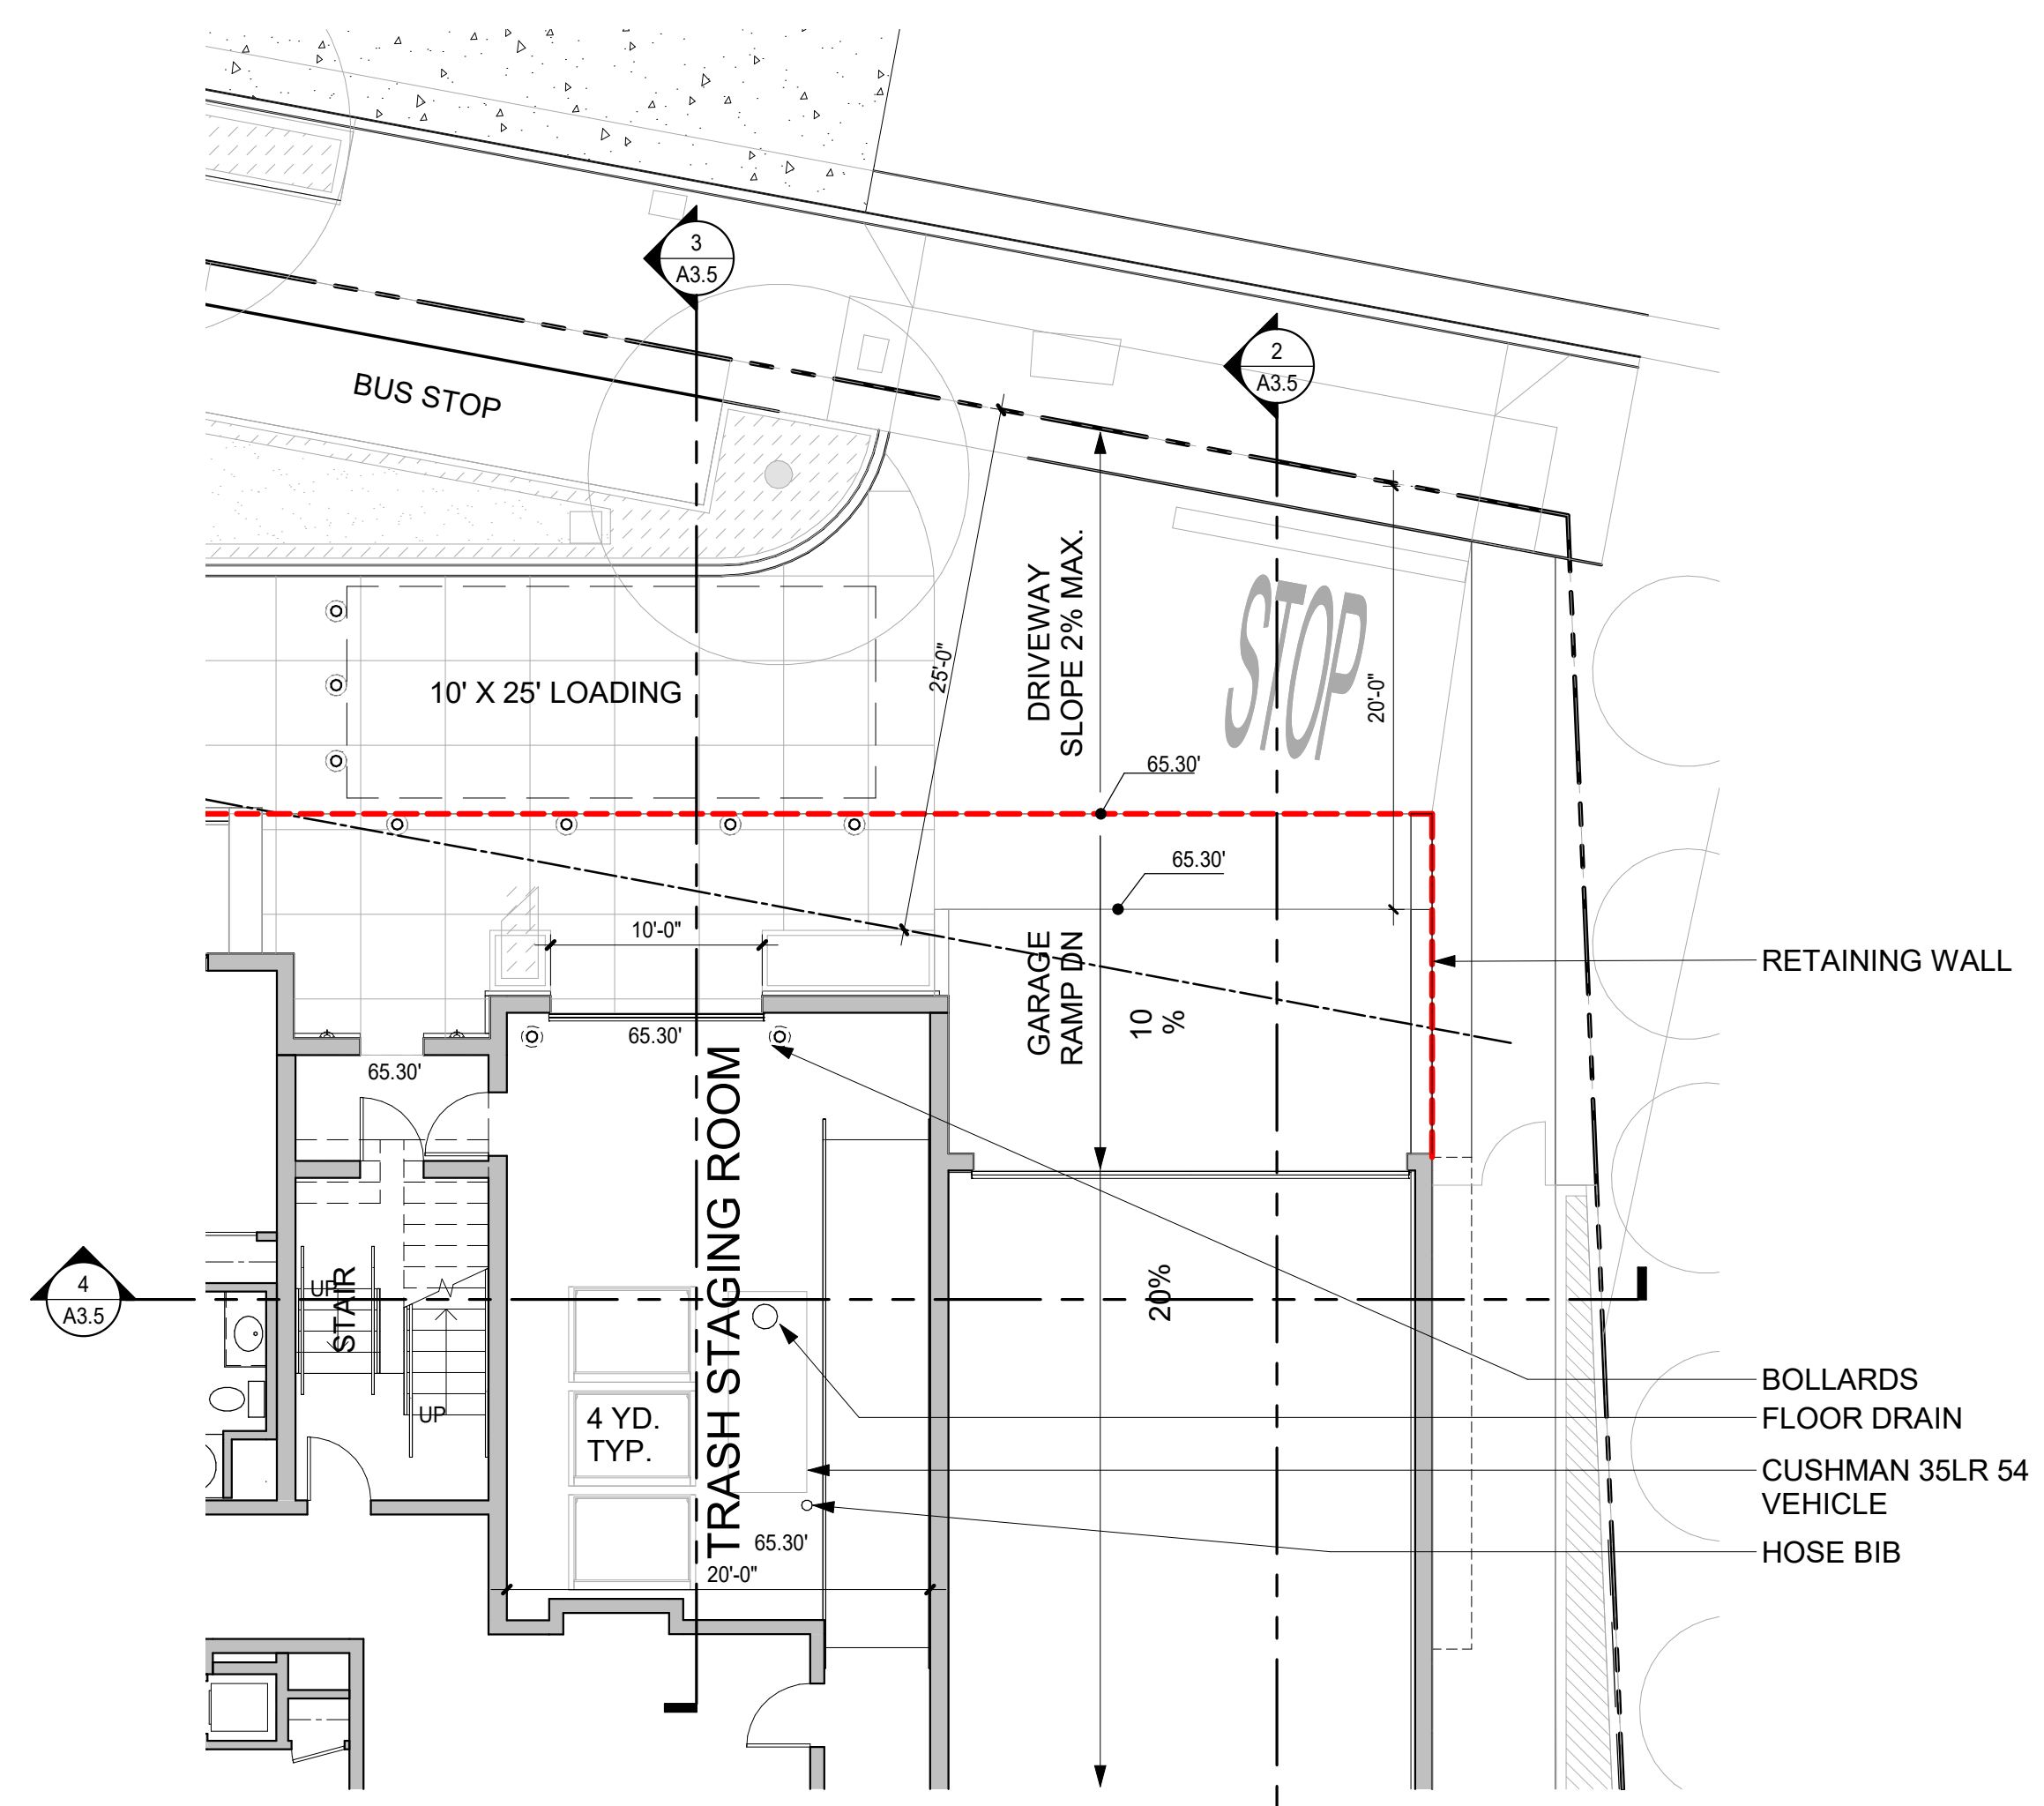 3
A3.5
2
A3.5
BUS STOP
DRIVEWAY
SLOPE 2% MAX.
STOP
25'-0"
20'-0"
10' X 25' LOADING
65.30'
65.30'
10'-0"
GARAGE
RAMP DN
10
%
RETAINING WALL
65.30'
65.30'
TRASH STAGING ROOM
4
A3.5
UP
STAIR
UP
20%
4 YD.
TYP.
BOLLARDS
FLOOR DRAIN
CUSHMAN 35LR 54
VEHICLE
HOSE BIB
65.30'
20'-0"